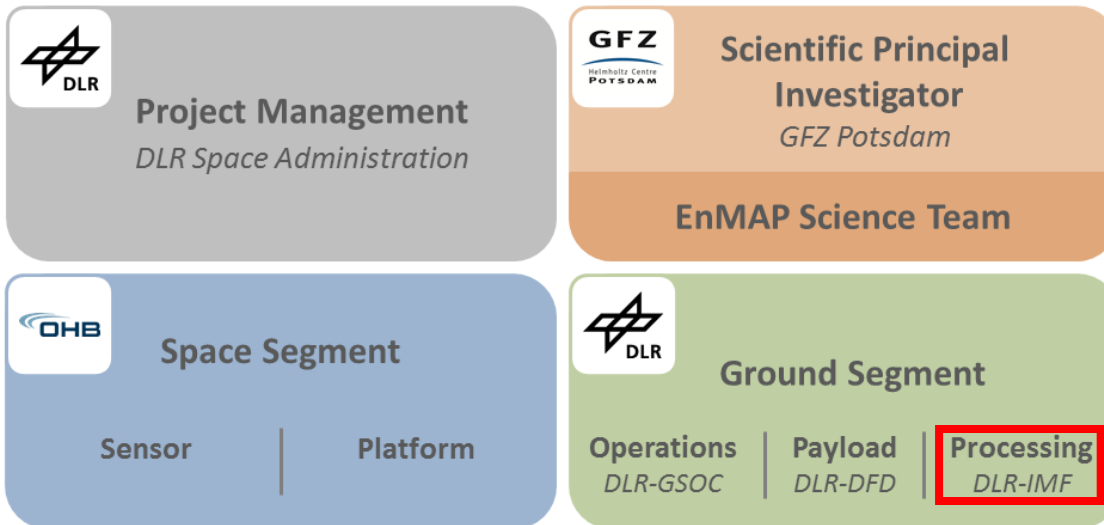 DLR
Project Management
DLR Space Administration
GFZ
Helmholtz Centre
POTSDAM
Scientific Principal
Investigator
GFZ Potsdam
EnMAP Science Team
OHB
Space Segment
Sensor
Platform
DLR
Ground Segment
Operations
DLR-GSOC
Payload
DLR-DFD
Processing
DLR-IMF